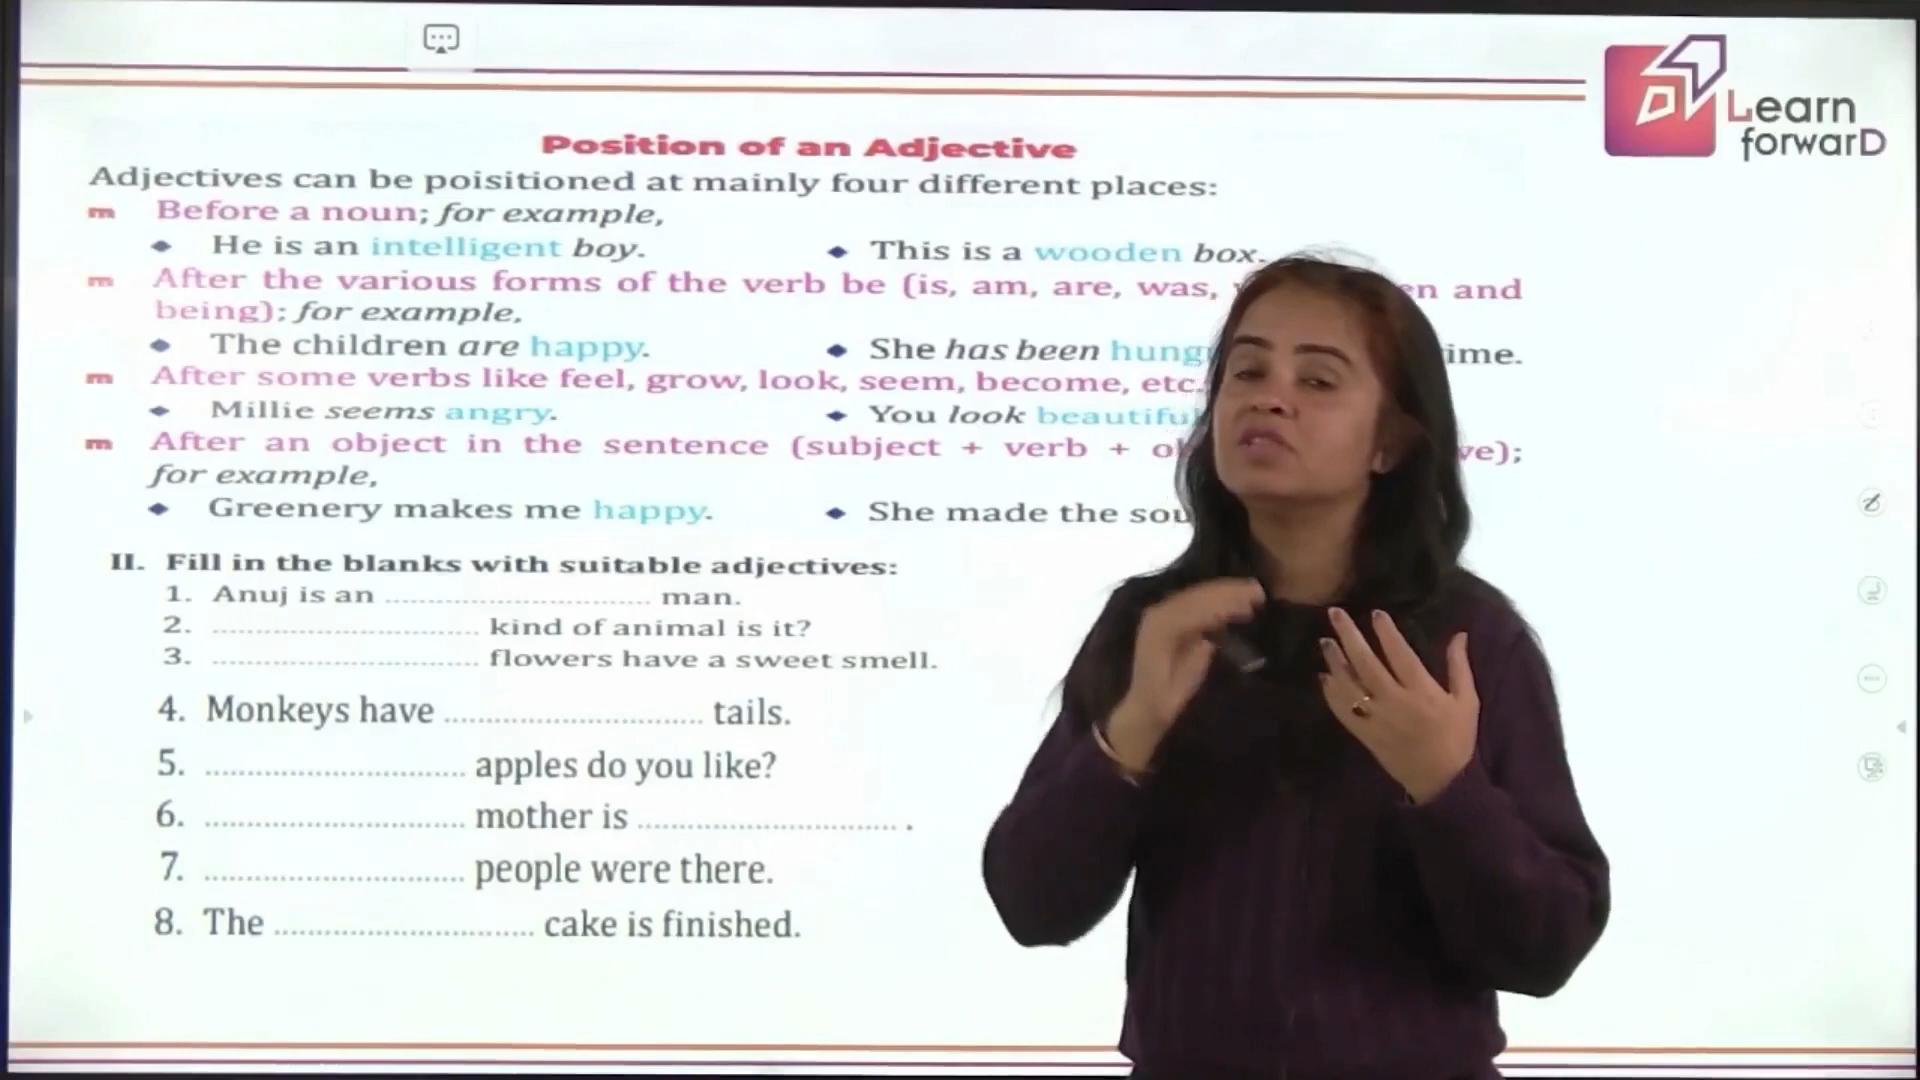 Learn
forwarD
Position of an Adjective
Adjectives can be poisitioned at mainly four different places:
m Before a noun; for example,
◆ He is an intelligent boy. ◆ This is a wooden box.
m After the various forms of the verb be (is, am, are, was, en and
being); for example,
◆ The children are happy. ◆ She has been hung ime.
m After some verbs like feel, grow, look, seem, become, etc.
◆ Millie seems angry. ◆ You look beautiful
m After an object in the sentence (subject + verb + o ve);
for example,
◆ Greenery makes me happy. ◆ She made the sou
II. Fill in the blanks with suitable adjectives:
1. Anuj is an .............................. man.
2. .............................. kind of animal is it?
3. .............................. flowers have a sweet smell.
4. Monkeys have .............................. tails.
5. .............................. apples do you like?
6. .............................. mother is .............................. .
7. .............................. people were there.
8. The .............................. cake is finished.